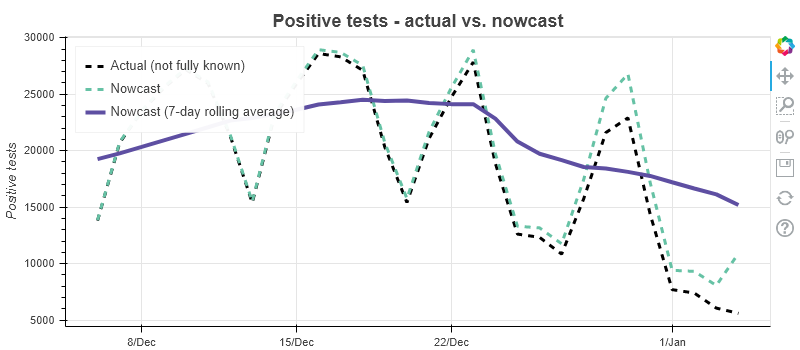 Positive tests - actual vs. nowcast
30000
Actual (not fully known)
Nowcast
Nowcast (7-day rolling average)
25000
20000
15000
10000
5000
Positive tests
8/Dec
15/Dec
22/Dec
1/Jan